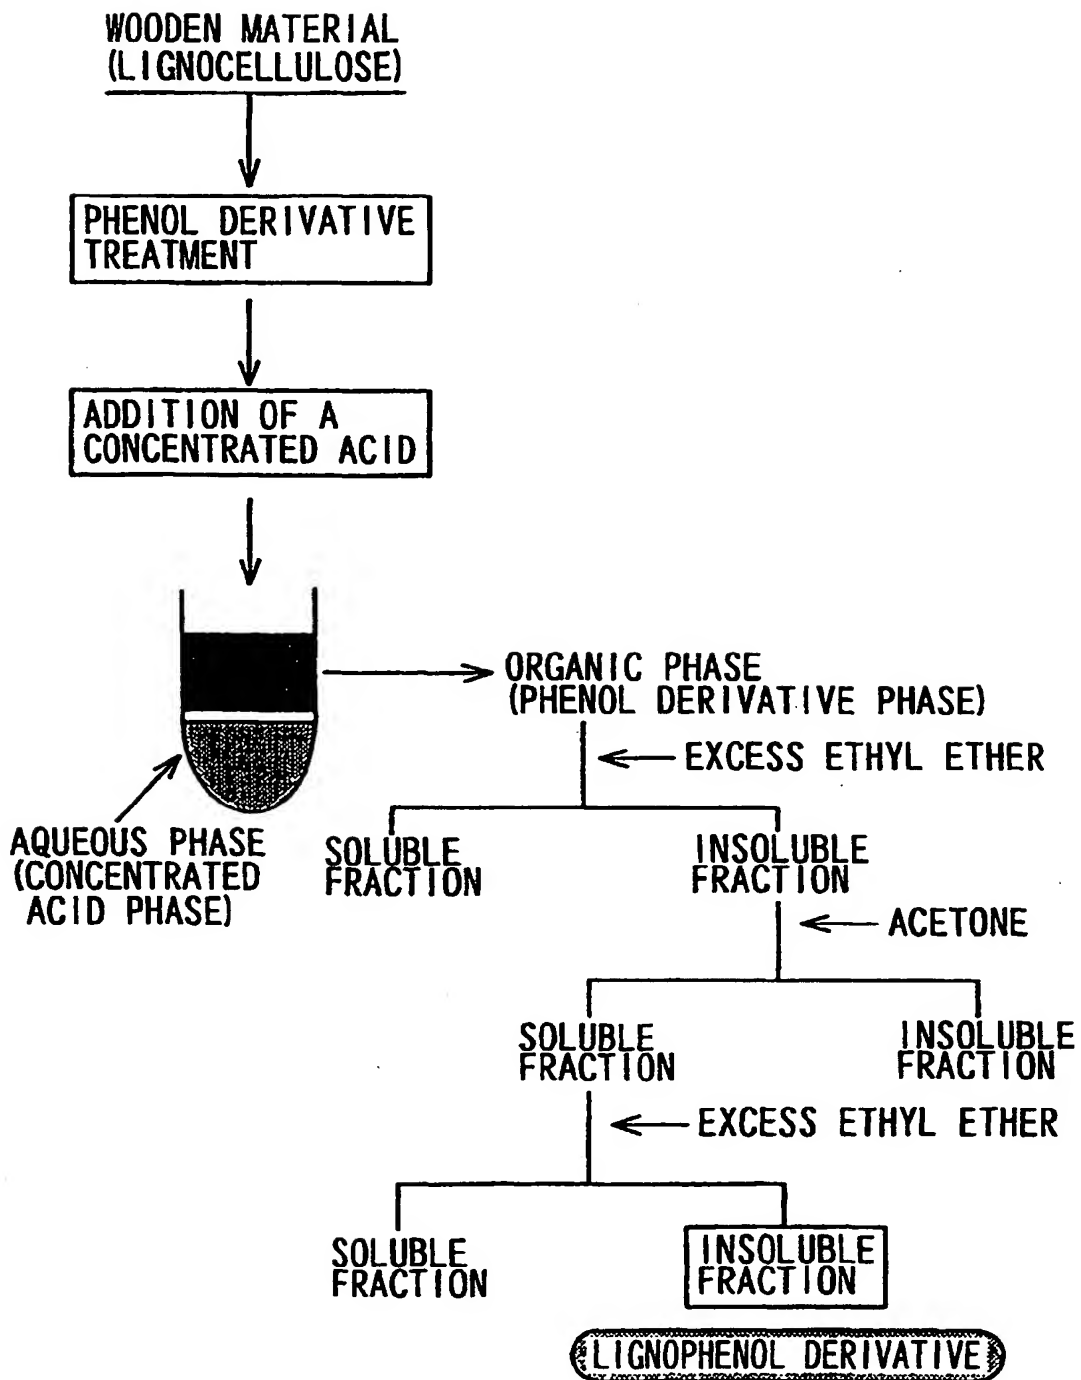 WOODEN MATERIAL
(LIGNOCELLULOSE)
PHENOL DERIVATIVE
TREATMENT
ADDITION OF A
CONCENTRATED ACID
ORGANIC PHASE
(PHENOL DERIVATIVE PHASE)
EXCESS ETHYL ETHER
AQUEOUS PHASE
(CONCENTRATED
ACID PHASE)
SOLUBLE
FRACTION
INSOLUBLE
FRACTION
ACETONE
SOLUBLE
FRACTION
INSOLUBLE
FRACTION
EXCESS ETHYL ETHER
SOLUBLE
FRACTION
INSOLUBLE
FRACTION
LIGNOPHENOL DERIVATIVE